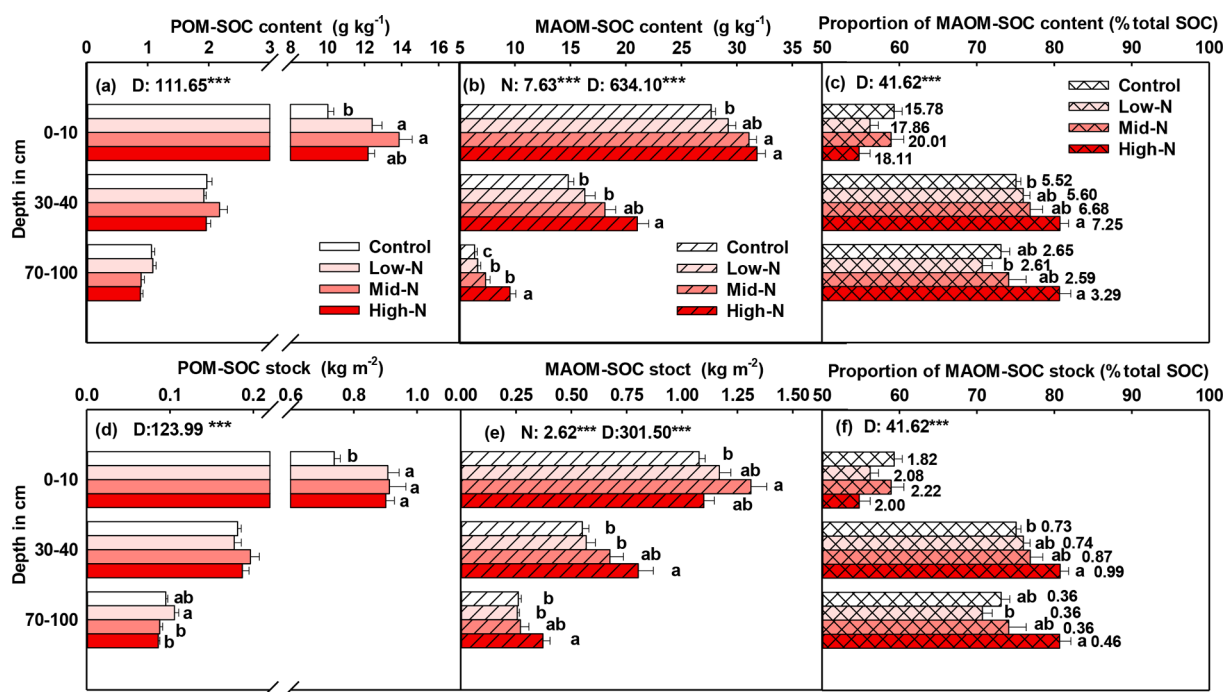 POM-SOC content (g kg-1)
MAOM-SOC content (g kg-1)
Proportion of MAOM-SOC content (% total SOC)
0 1 2 3 8 10 12 14 16
5 10 15 20 25 30 35
50 60 70 80 90 100
(a) D: 111.65***
(b) N: 7.63*** D: 634.10***
(c) D: 41.62***
Depth in cm
0-10
30-40
70-100
b
a
a
ab
Control
Low-N
Mid-N
High-N
b
a
a
a
b
b
ab
a
c
b
b
a
Control
Low-N
Mid-N
High-N
15.78
17.86
20.01
18.11
b 5.52
ab 5.60
ab 6.68
a 7.25
ab 2.65
b 2.61
ab 2.59
a 3.29
Control
Low-N
Mid-N
High-N
POM-SOC stock (kg m-2)
MAOM-SOC stoct (kg m-2)
Proportion of MAOM-SOC stock (% total SOC)
0.0 0.1 0.2 0.6 0.8 1.0
0.00 0.25 0.50 0.75 1.00 1.25 1.50
50 60 70 80 90 100
(d) D:123.99 ***
(e) N: 2.62*** D:301.50***
(f) D: 41.62***
Depth in cm
0-10
30-40
70-100
b
a
a
a
ab
a
b
b
b
ab
a
ab
b
b
ab
a
b
b
ab
a
1.82
2.08
2.22
2.00
b 0.73
ab 0.74
ab 0.87
a 0.99
ab 0.36
b 0.36
ab 0.36
a 0.46